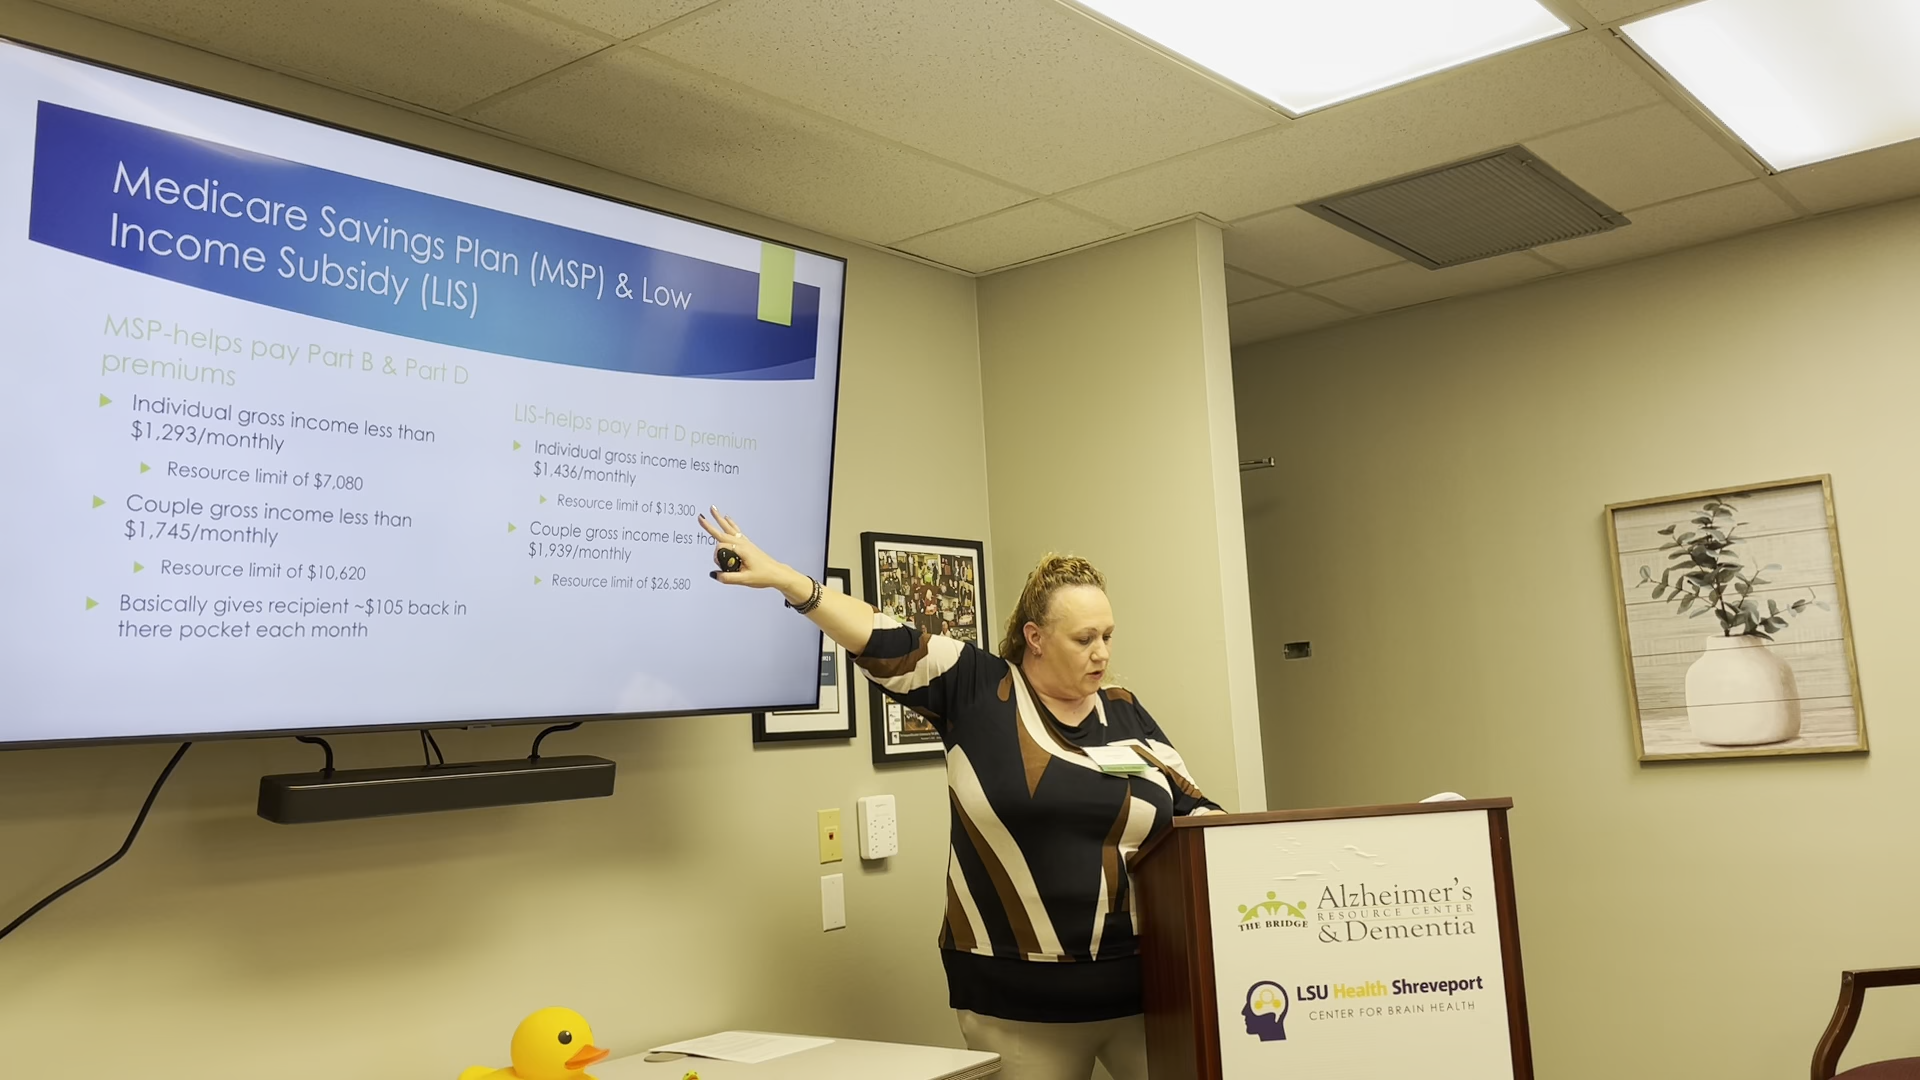 Medicare Savings Plan (MSP) & Low
Income Subsidy (LIS)
MSP-helps pay Part B & Part D
premiums
Individual gross income less than
$1,293/monthly
Resource limit of $7,080
Couple gross income less than
$1,745/monthly
Resource limit of $10,620
Basically gives recipient ~$105 back in
there pocket each month
LIS-helps pay Part D premium
Individual gross income less than
$1,436/monthly
Resource limit of $13,300
Couple gross income less
$1,939/monthly
Resource limit of $26,580
THE BRIDGE
Alzheimer's
RESOURCE CENTER
& Dementia
LSU Health Shreveport
CENTER FOR BRAIN HEALTH